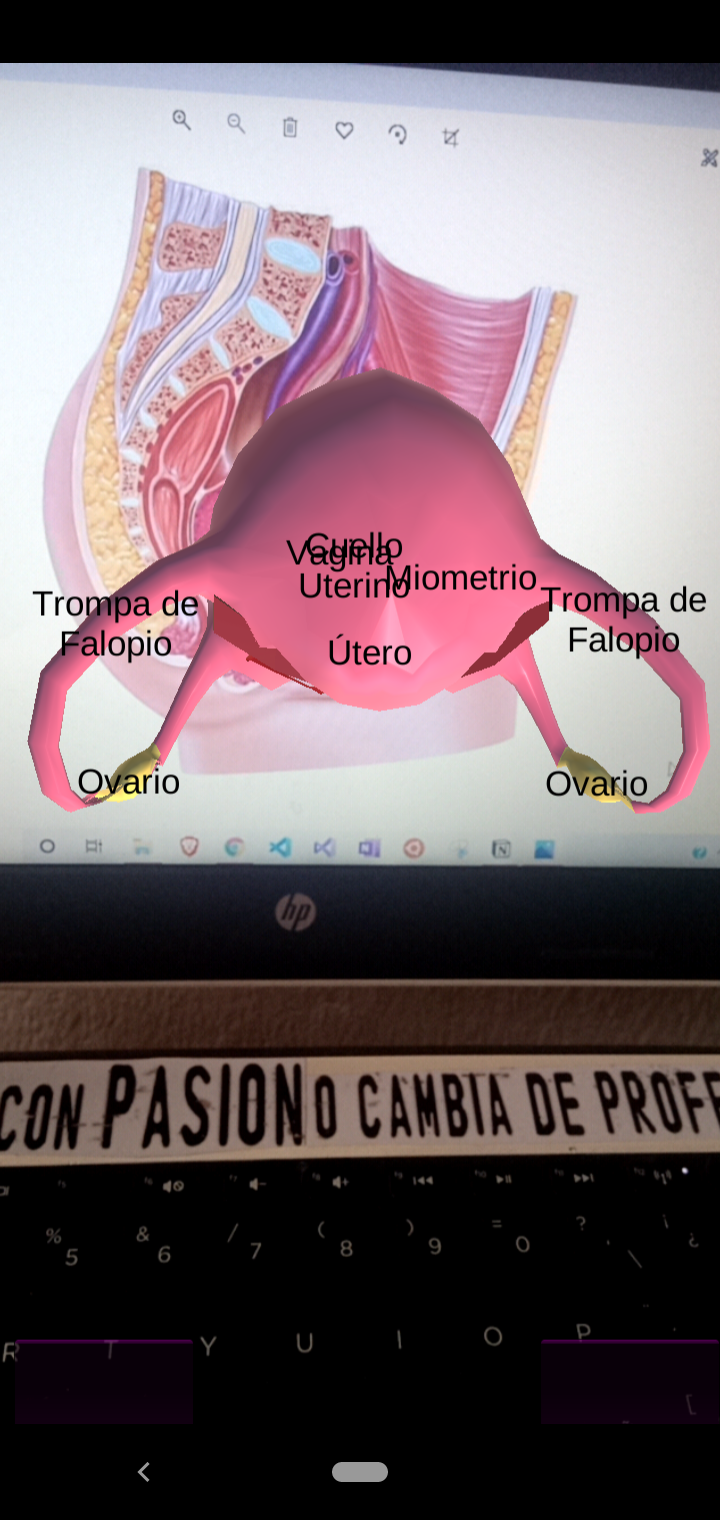 Cuello
Vagina
Uterino
Miometrio
Trompa de
Falopio
Trompa de
Falopio
Útero
Ovario
Ovario
hp
CON PASION O CAMBIA DE PROFE
% 5
& 6
/ 7
( 8
) 9
= 0
? '
¡ ¿
\
R T Y U I O P
[